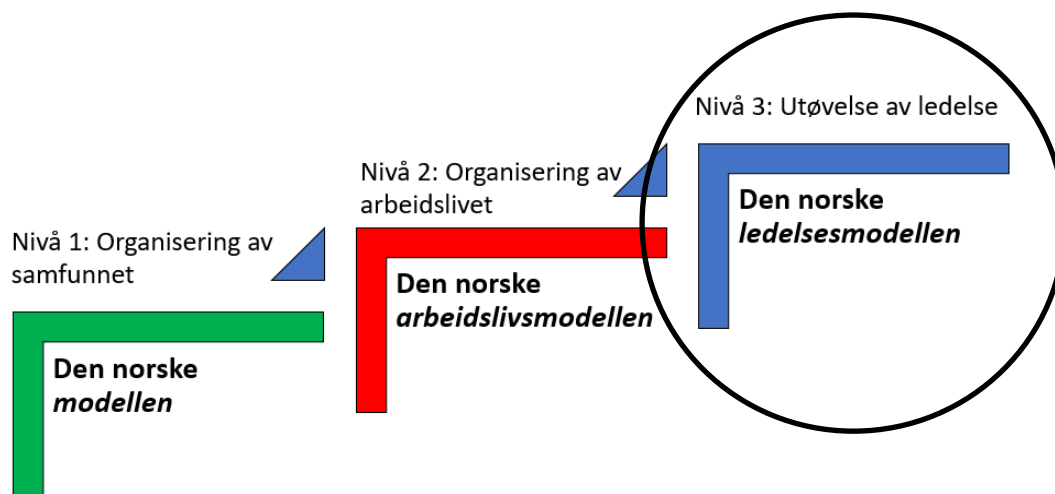 Nivå 1: Organisering av
samfunnet
Den norske
modellen
Nivå 2: Organisering av
arbeidslivet
Den norske
arbeidslivsmodellen
Nivå 3: Utøvelse av ledelse
Den norske
ledelsesmodellen